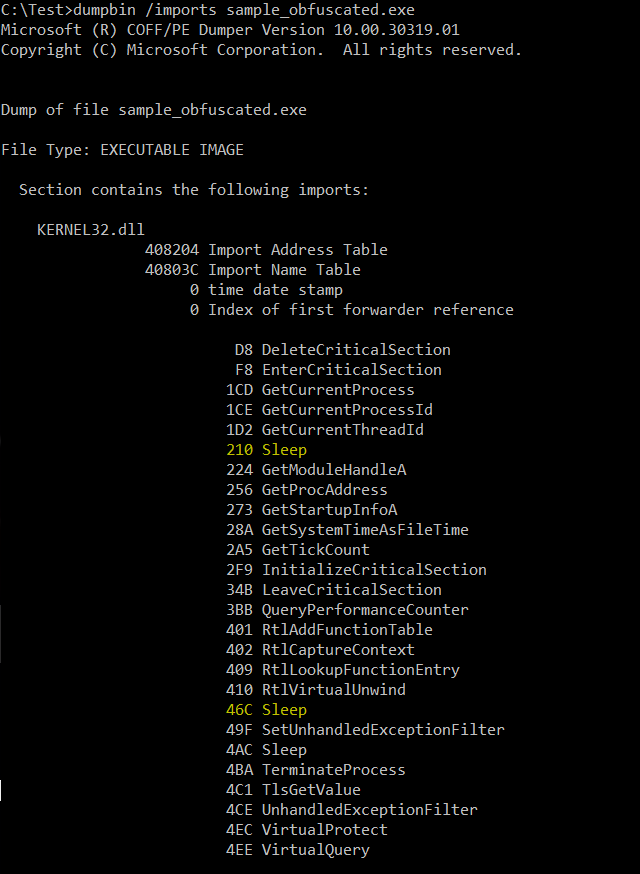 C:\Test>dumpbin /imports sample_obfuscated.exe
Microsoft (R) COFF/PE Dumper Version 10.00.30319.01
Copyright (C) Microsoft Corporation.  All rights reserved.
Dump of file sample_obfuscated.exe
File Type: EXECUTABLE IMAGE
Section contains the following imports:
KERNEL32.dll
408204 Import Address Table
40803C Import Name Table
0 time date stamp
0 Index of first forwarder reference
D8 DeleteCriticalSection
F8 EnterCriticalSection
1CD GetCurrentProcess
1CE GetCurrentProcessId
1D2 GetCurrentThreadId
210 Sleep
224 GetModuleHandleA
256 GetProcAddress
273 GetStartupInfoA
28A GetSystemTimeAsFileTime
2A5 GetTickCount
2F9 InitializeCriticalSection
34B LeaveCriticalSection
3BB QueryPerformanceCounter
401 RtlAddFunctionTable
402 RtlCaptureContext
409 RtlLookupFunctionEntry
410 RtlVirtualUnwind
46C Sleep
49F SetUnhandledExceptionFilter
4AC Sleep
4BA TerminateProcess
4C1 TlsGetValue
4CE UnhandledExceptionFilter
4EC VirtualProtect
4EE VirtualQuery